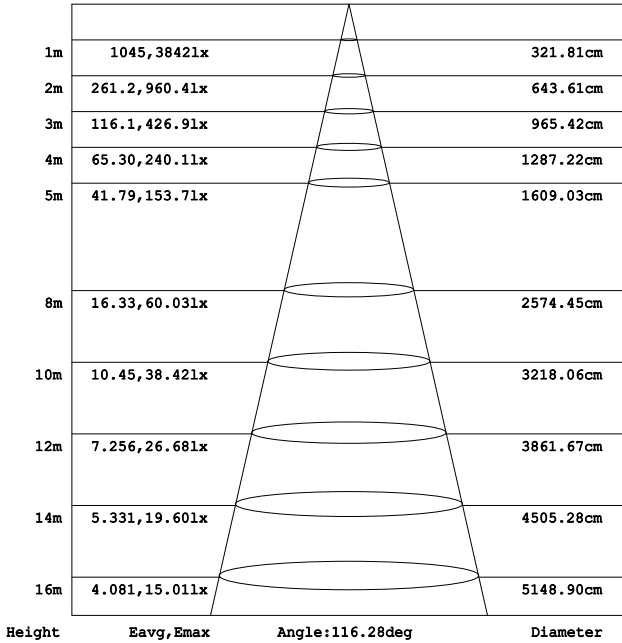 1m 1045,3842lx 321.81cm
2m 261.2,960.4lx 643.61cm
3m 116.1,426.9lx 965.42cm
4m 65.30,240.1lx 1287.22cm
5m 41.79,153.7lx 1609.03cm
8m 16.33,60.03lx 2574.45cm
10m 10.45,38.42lx 3218.06cm
12m 7.256,26.68lx 3861.67cm
14m 5.331,19.60lx 4505.28cm
16m 4.081,15.01lx 5148.90cm
Height Eavg,Emax Angle:116.28deg Diameter